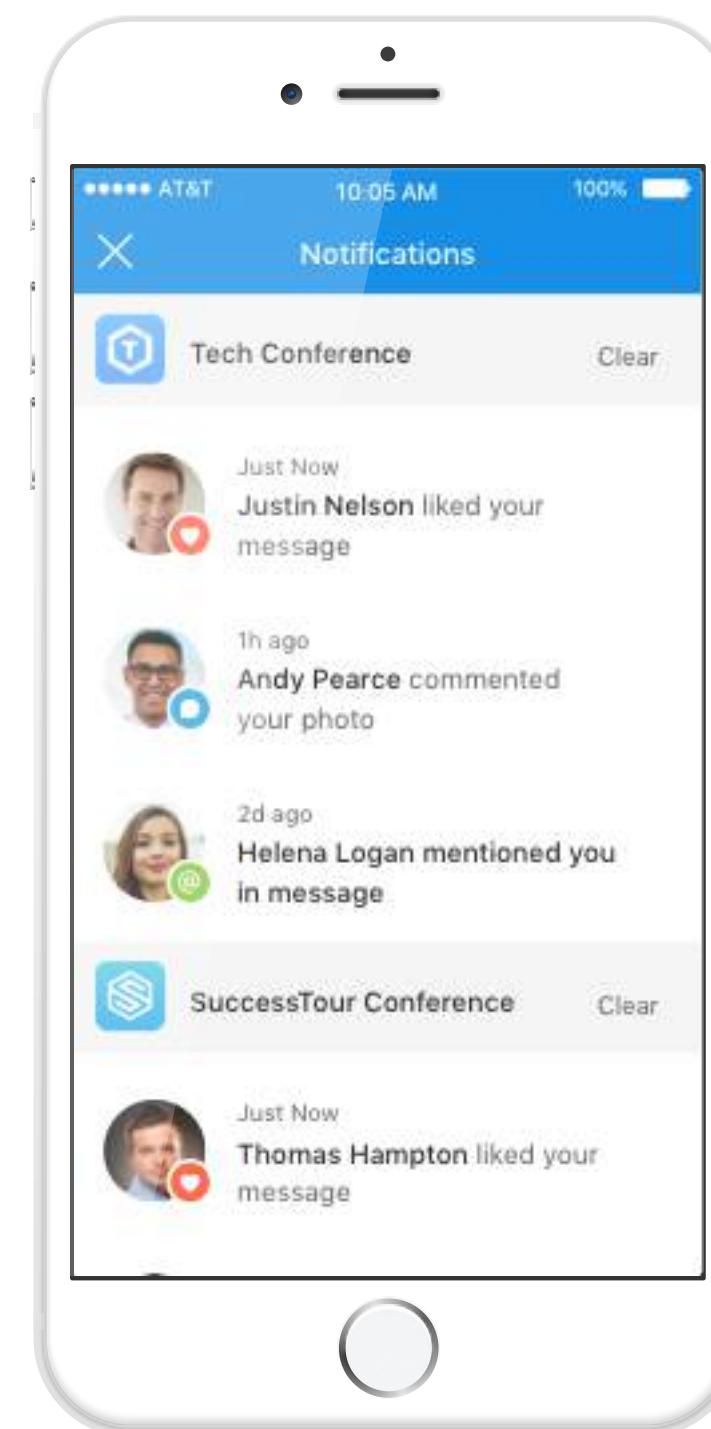 AT&T 10:05 AM 100%
Notifications
T
Tech Conference Clear
Just Now
Justin Nelson liked your
message
1h ago
Andy Pearce commented
your photo
2d ago
Helena Logan mentioned you
@
in message
SuccessTour Conference Clear
Just Now
Thomas Hampton liked your
message